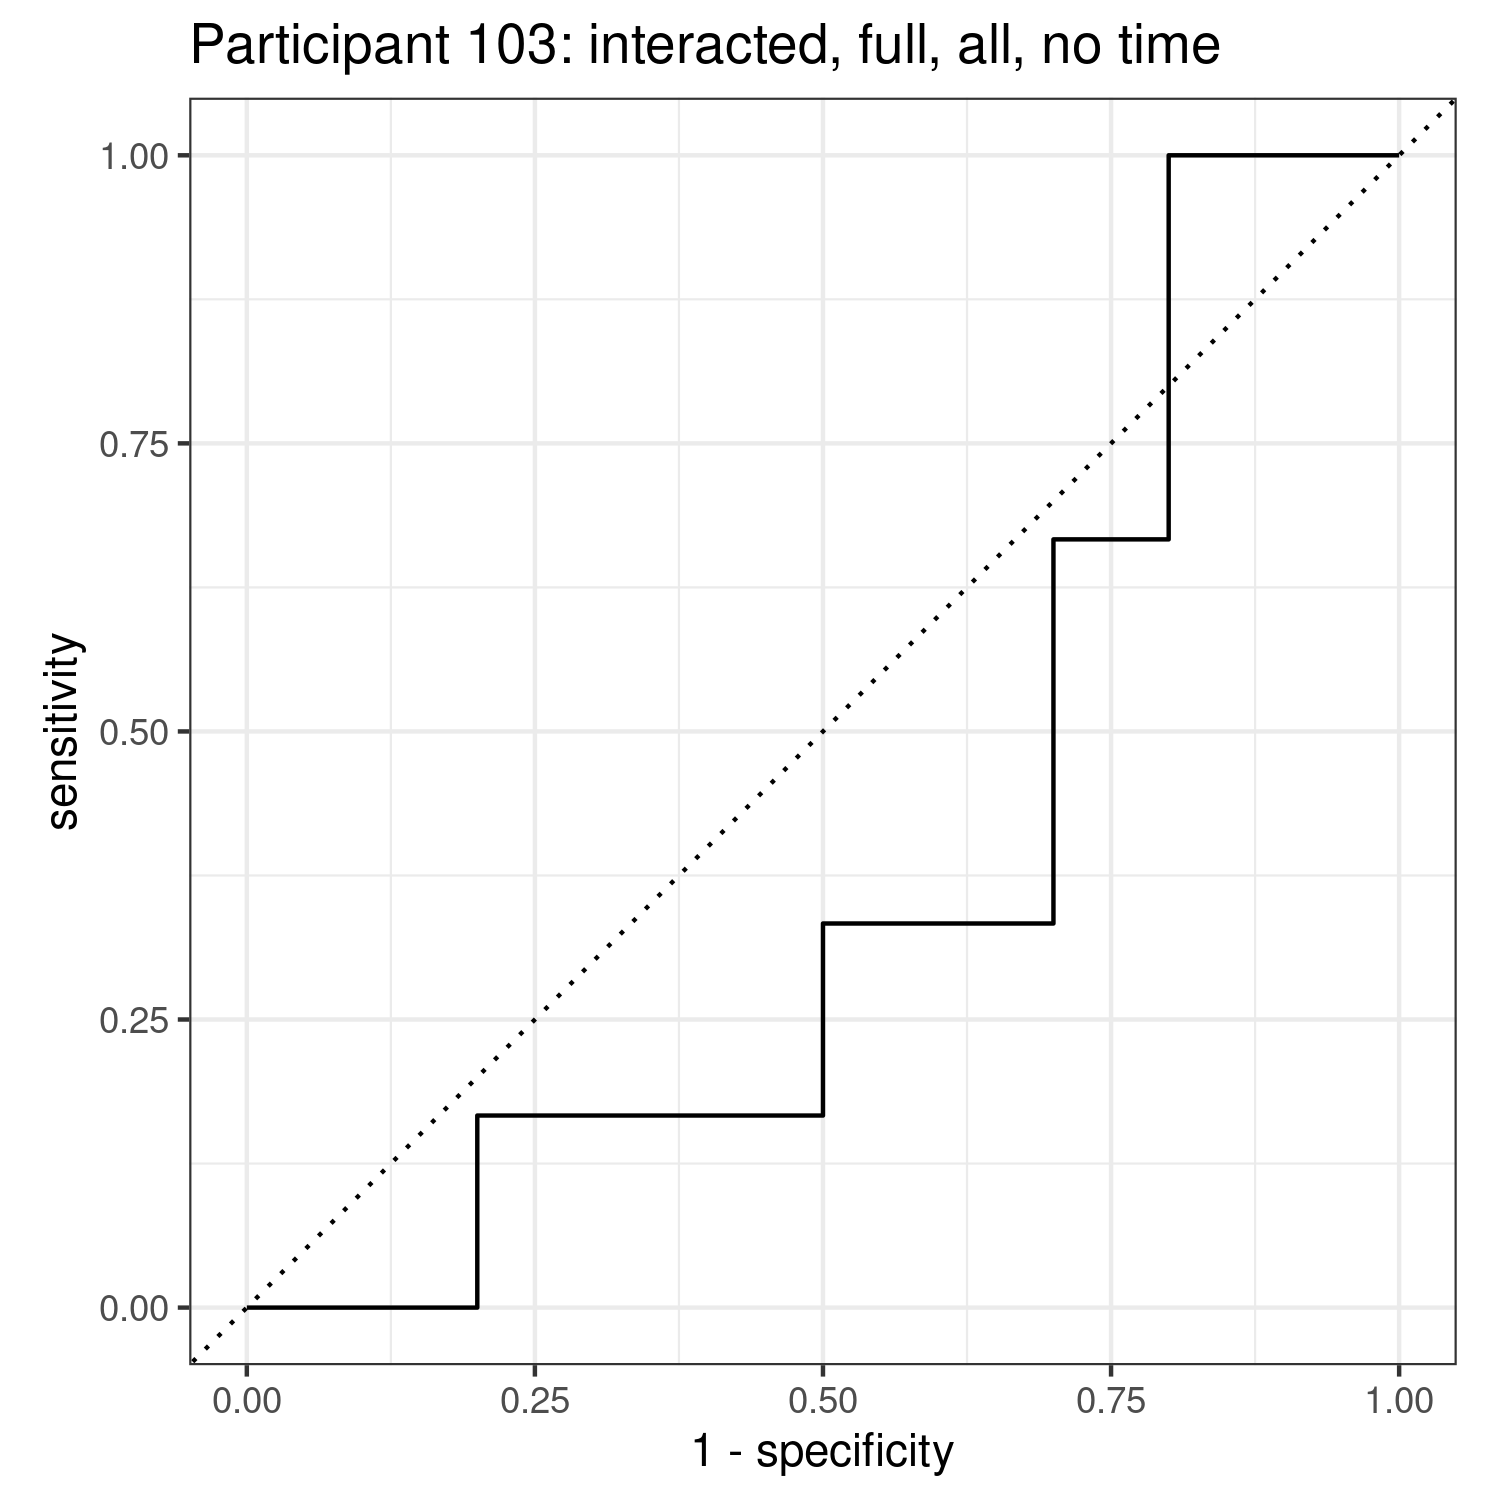 Participant 103: interacted, full, all, no time
sensitivity
1.00
0.75
0.50
0.25
0.00
0.00 0.25 0.50 0.75 1.00
1 - specificity